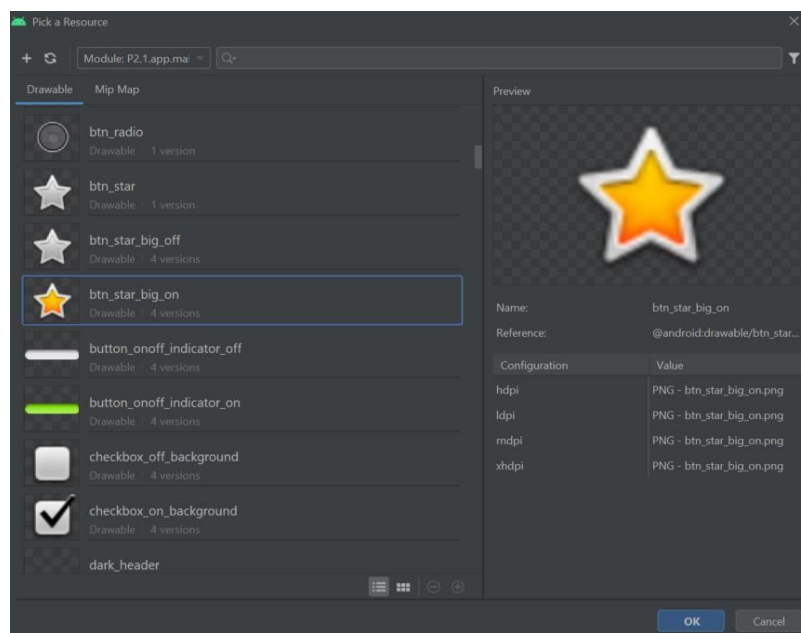 Pick a Resource
Module: P2.1.app.mai
Drawable Mip Map
btn_radio
Drawable 1 version
btn_star
Drawable 1 version
btn_star_big_off
Drawable 4 versions
btn_star_big_on
Drawable 4 versions
button_onoff_indicator_off
Drawable 4 versions
button_onoff_indicator_on
Drawable 4 versions
checkbox_off_background
Drawable 4 versions
checkbox_on_background
Drawable 4 versions
dark_header
Preview
Name: btn_star_big_on
Reference: @android:drawable/btn_star...
Configuration Value
hdpi PNG - btn_star_big_on.png
ldpi PNG - btn_star_big_on.png
mdpi PNG - btn_star_big_on.png
xhdpi PNG - btn_star_big_on.png
OK Cancel